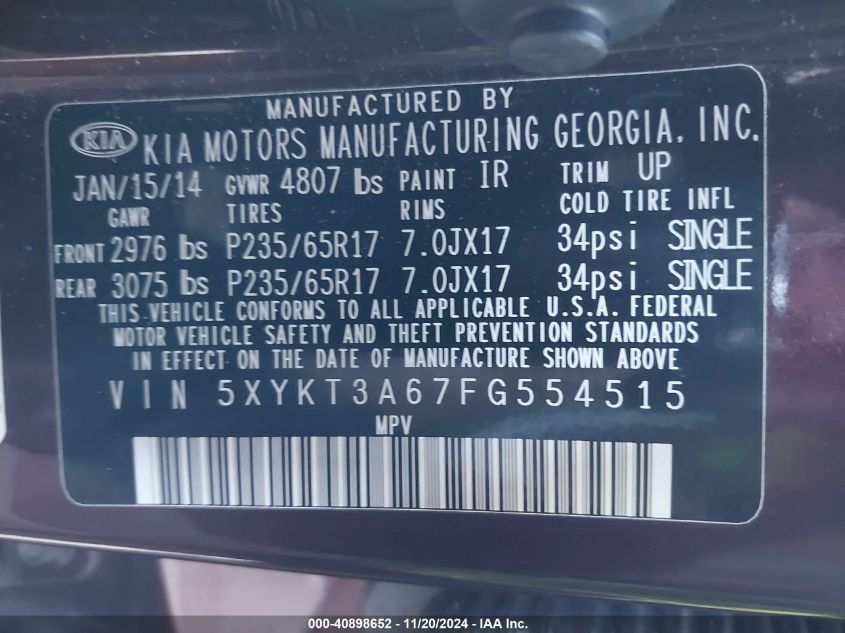 MANUFACTURED BY
KIA KIA MOTORS MANUFACTURING GEORGIA. INC.
JAN/15/14 GVWR 4807 lbs PAINT IR TRIM UP
GAWR TIRES RIMS COLD TIRE INFL
FRONT 2976 lbs P235/65R17 7.0JX17 34psi SINGLE
REAR 3075 lbs P235/65R17 7.0JX17 34psi SINGLE
THIS VEHICLE CONFORMS TO ALL APPLICABLE U.S.A. FEDERAL
MOTOR VEHICLE SAFETY AND THEFT PREVENTION STANDARDS
IN EFFECT ON THE DATE OF MANUFACTURE SHOWN ABOVE
VIN 5XYKT3A67FG554515
MPV
000-40898652 - 11/20/2024 - IAA Inc.